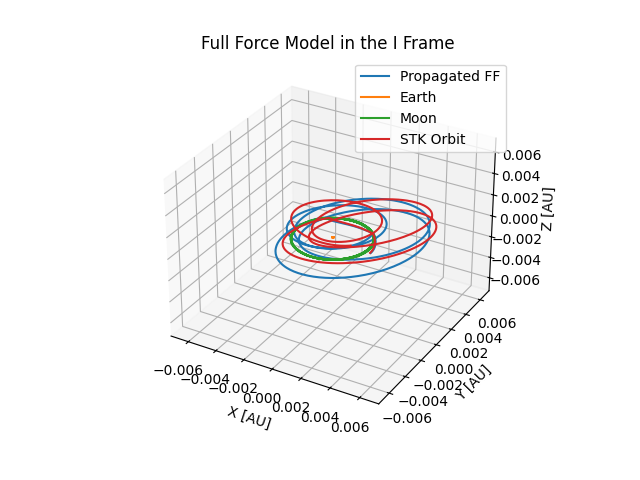 Full Force Model in the I Frame
Propagated FF
Earth
Moon
STK Orbit
0.006
0.004
0.002
0.000
−0.002
−0.004
−0.006
Z [AU]
0.006
0.004
0.002
0.000
−0.002
−0.004
−0.006
Y [AU]
−0.006
−0.004
−0.002
0.000
0.002
0.004
0.006
X [AU]